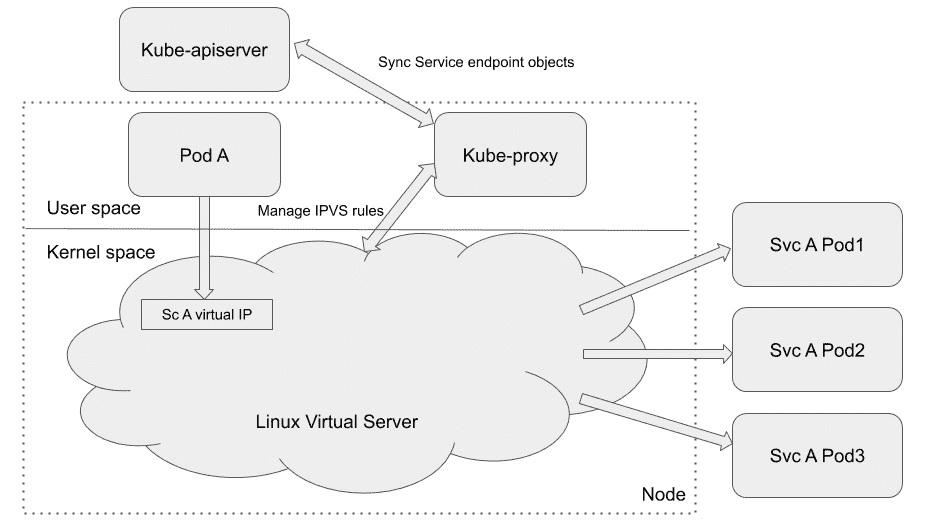 Kube-apiserver
Sync Service endpoint objects
Pod A
Kube-proxy
User space
Manage IPVS rules
Kernel space
Svc A Pod1
Sc A virtual IP
Svc A Pod2
Linux Virtual Server
Svc A Pod3
Node